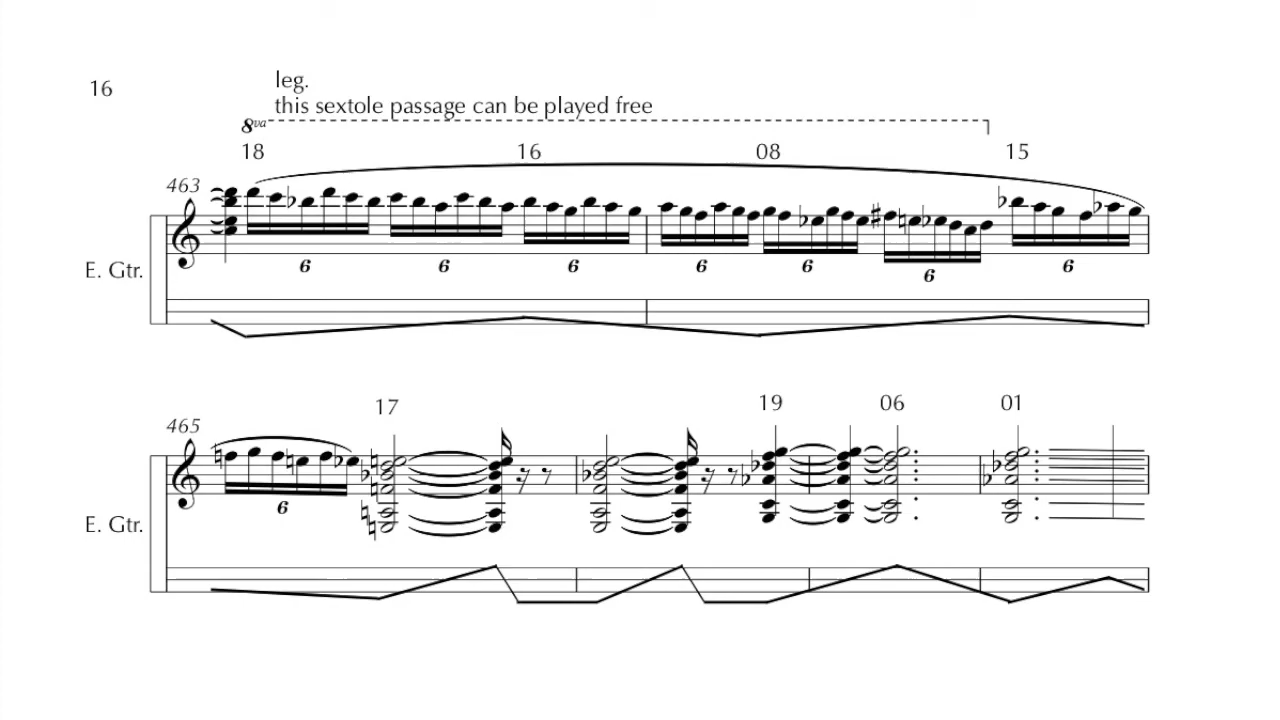 16
leg.
this sextole passage can be played free
8va
18 16 08 15
463
E. Gtr.
6 6 6 6 6 6 6
465
17 19 06 01
E. Gtr.
6